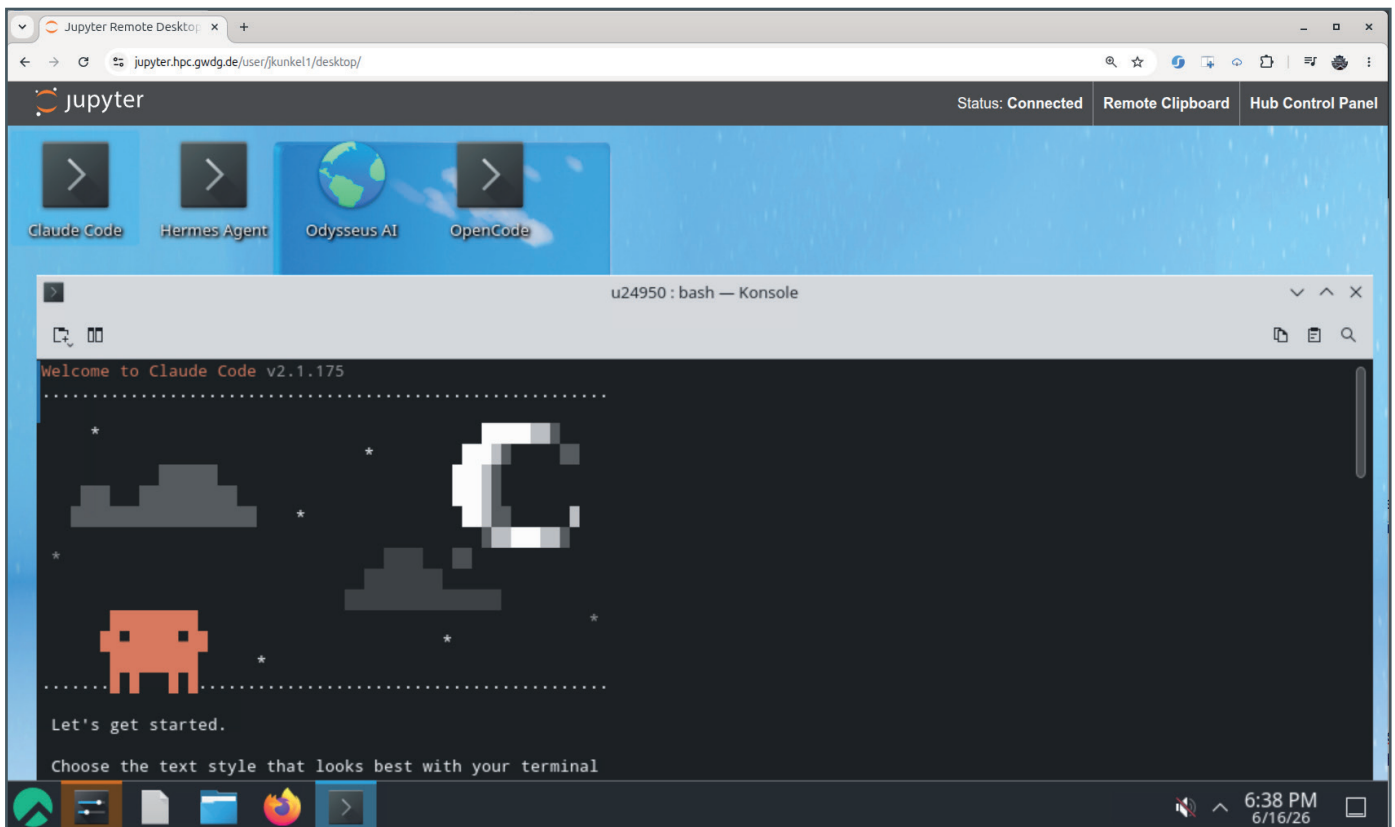 Jupyter Remote Desktop
jupyter.hpc.gwdg.de/user/jkunkel1/desktop/
jupyter
Status: Connected
Remote Clipboard
Hub Control Panel
Claude Code
Hermes Agent
Odysseus AI
OpenCode
u24950 : bash — Konsole
Welcome to Claude Code v2.1.175
Let's get started.
Choose the text style that looks best with your terminal
6:38 PM
6/16/26